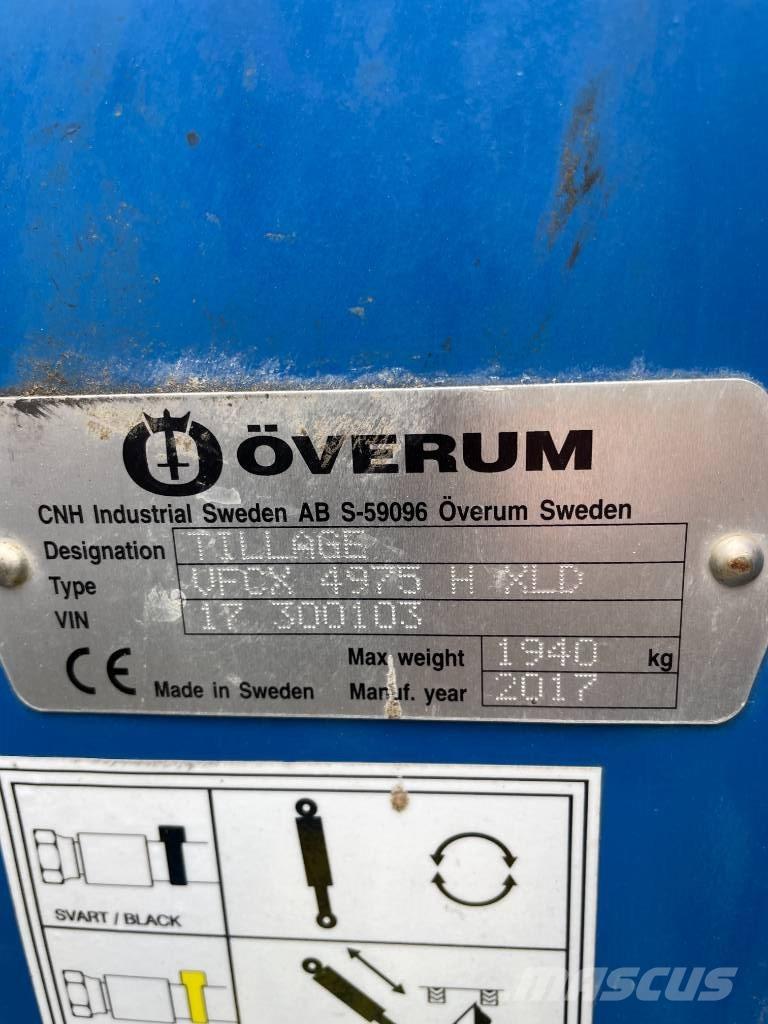 ÖVERUM
CNH Industrial Sweden AB S-59096 Överum Sweden
Designation TILLAGE
Type VFCX 4975 H XLD
VIN 17 300103
CE Max weight 1940 kg
Made in Sweden Manuf. year 2017
SVART / BLACK
MASCUS